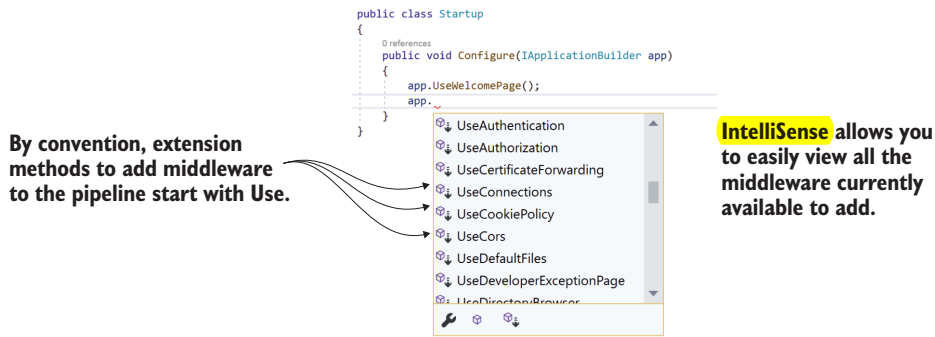 public class Startup
{
0 references
public void Configure(IApplicationBuilder app)
{
app.UseWelcomePage();
app.
}
}
By convention, extension
methods to add middleware
to the pipeline start with Use.
UseAuthentication
UseAuthorization
UseCertificateForwarding
UseConnections
UseCookiePolicy
UseCors
UseDefaultFiles
UseDeveloperExceptionPage
UseDirectoryBrowser
IntelliSense allows you
to easily view all the
middleware currently
available to add.